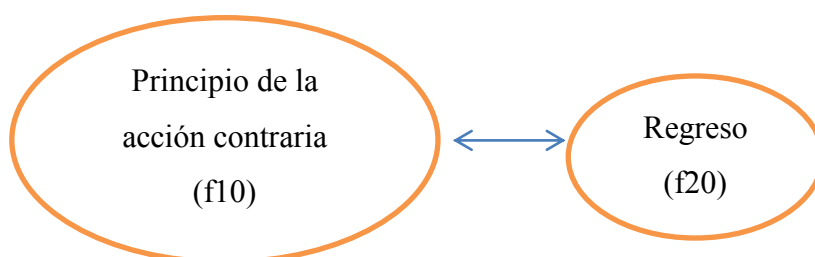 Principio de la
acción contraria
(f10)
Regreso
(f20)